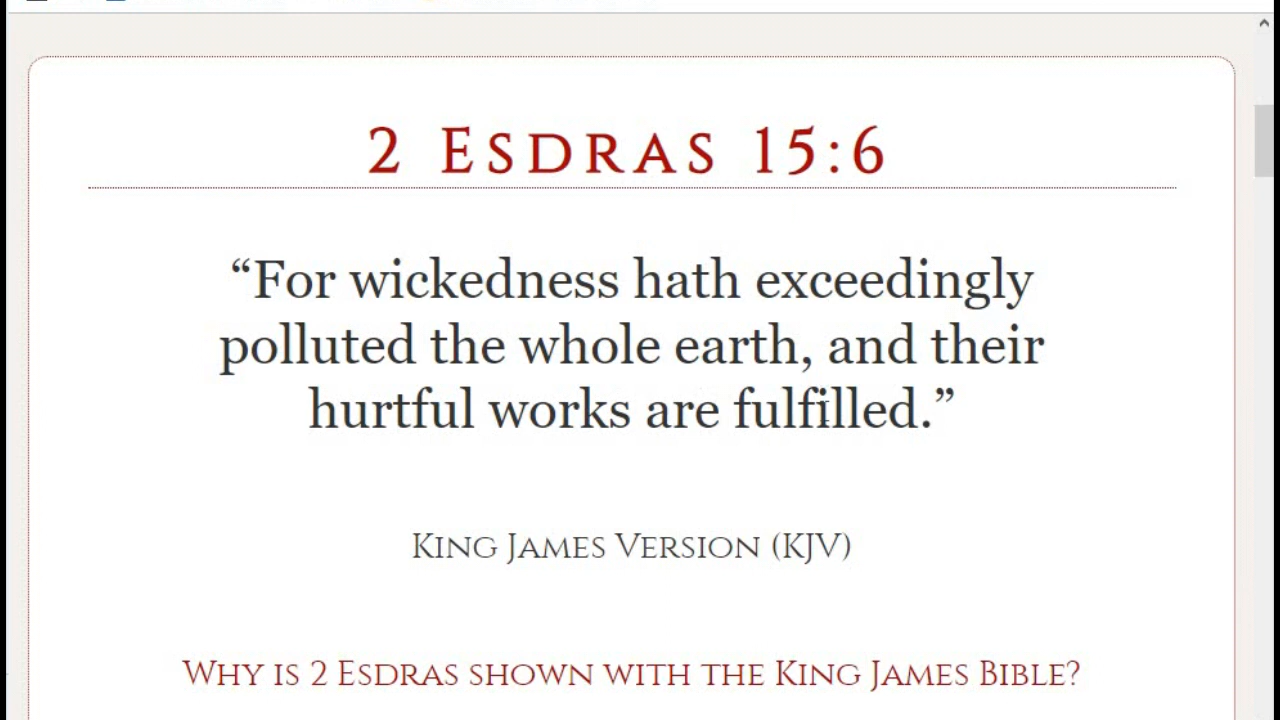 2 Esdras 15:6
“For wickedness hath exceedingly
polluted the whole earth, and their
hurtful works are fulfilled.”
King James Version (KJV)
Why is 2 Esdras shown with the King James Bible?